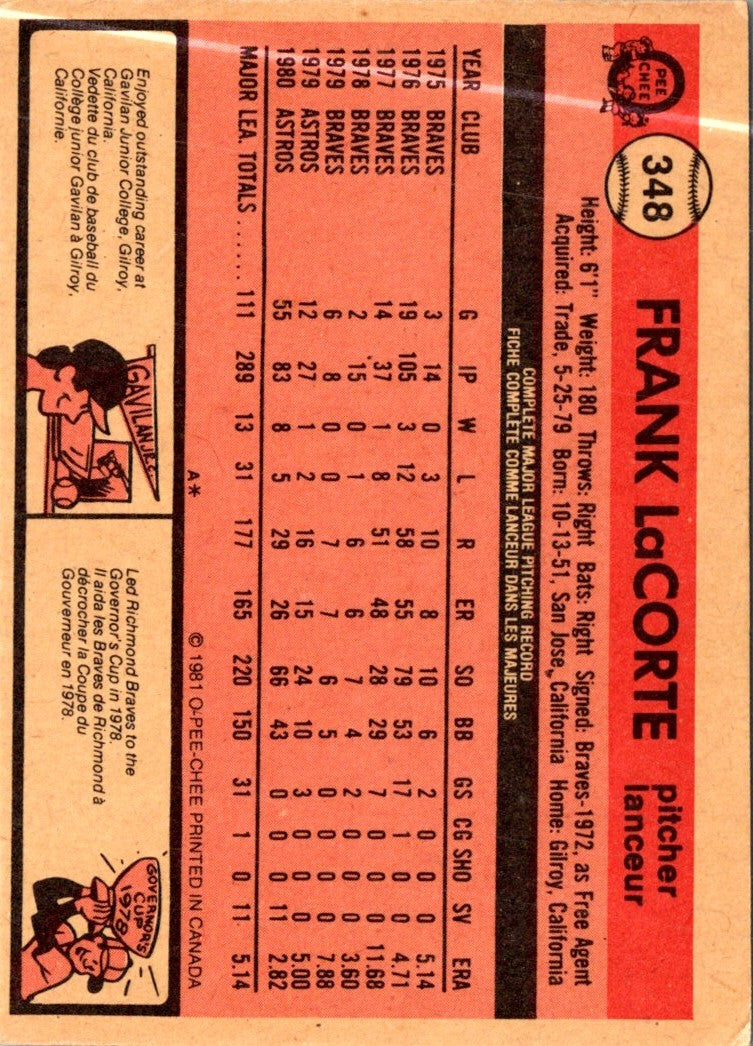 O
PEE
CHEE
348
FRANK LaCORTE
pitcher
lanceur
Height: 6'1" Weight: 180 Throws: Right Bats: Right Signed: Braves-1972, as Free Agent
Acquired: Trade, 5-25-79 Born: 10-13-51, San Jose, California Home: Gilroy, California
COMPLETE MAJOR LEAGUE PITCHING RECORD
FICHE COMPLÈTE COMME LANCEUR DANS LES MAJEURES
YEAR CLUB G IP W L R ER SO BB GS CG SHO SV ERA
1975 BRAVES 3 14 0 3 10 8 10 6 2 0 0 0 5.14
1976 BRAVES 19 105 3 12 58 55 79 53 17 1 0 0 4.71
1977 BRAVES 14 37 1 8 51 48 28 29 7 0 0 0 11.68
1978 BRAVES 2 15 0 1 6 6 7 4 2 0 0 0 3.60
1979 BRAVES 6 8 0 0 7 7 6 5 0 0 0 0 7.88
1979 ASTROS 12 27 1 2 16 15 24 10 3 0 0 0 5.00
1980 ASTROS 55 83 8 5 29 26 66 43 0 0 0 11 2.82
MAJOR LEA. TOTALS ...... 111 289 13 31 177 165 220 150 31 1 0 11 5.14
A* © 1981 O-PEE-CHEE PRINTED IN CANADA
Enjoyed outstanding career at
Gavilan Junior College, Gilroy,
California.
Vedette du club de baseball du
Collège junior Gavilan à Gilroy,
Californie.
GAVILAN J.C.
Led Richmond Braves to the
Governor's Cup in 1978.
Il aida les Braves de Richmond à
décrocher la Coupe du
Gouverneur en 1978.
GOVERNOR'S
CUP
1978